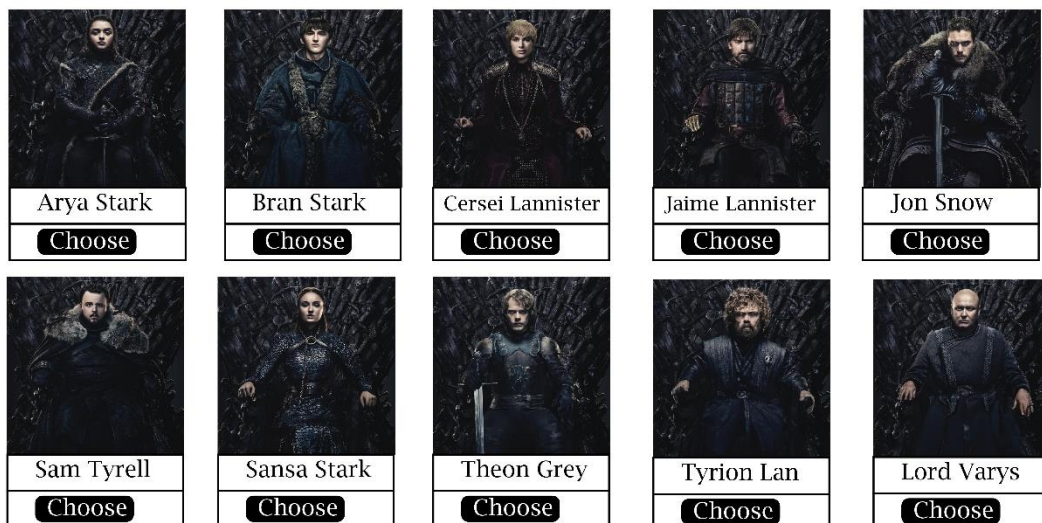 Arya Stark
Bran Stark
Cersei Lannister
Jaime Lannister
Jon Snow
Choose
Choose
Choose
Choose
Choose
Sam Tyrell
Sansa Stark
Theon Grey
Tyrion Lan
Lord Varys
Choose
Choose
Choose
Choose
Choose